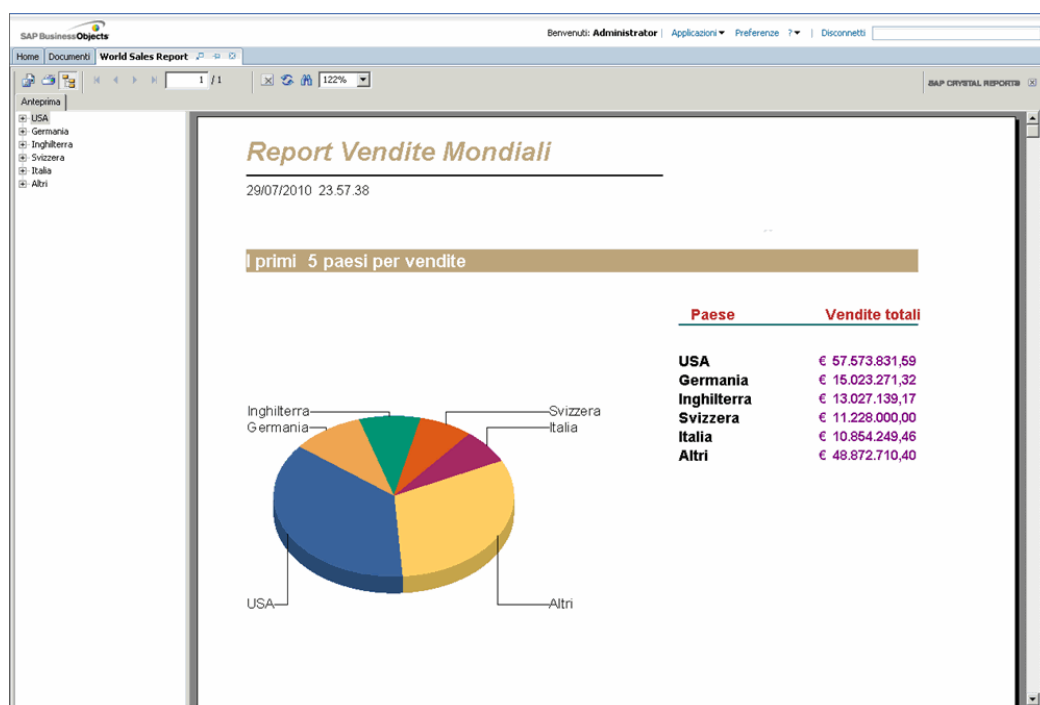 SAP BusinessObjects
Benvenuti: Administrator | Applicazioni Preferenze ? | Disconnetti
Home Documenti World Sales Report
1 /1 122% SAP CRYSTAL REPORTS
Anteprima
USA
Germania
Inghilterra
Svizzera
Italia
Altri
Report Vendite Mondiali
29/07/2010 23.57.38
I primi 5 paesi per vendite
Paese Vendite totali
USA € 57.573.831,59
Germania € 15.023.271,32
Inghilterra € 13.027.139,17
Svizzera € 11.228.000,00
Italia € 10.854.249,46
Altri € 48.872.710,40
Inghilterra Svizzera
Germania Italia
USA Altri